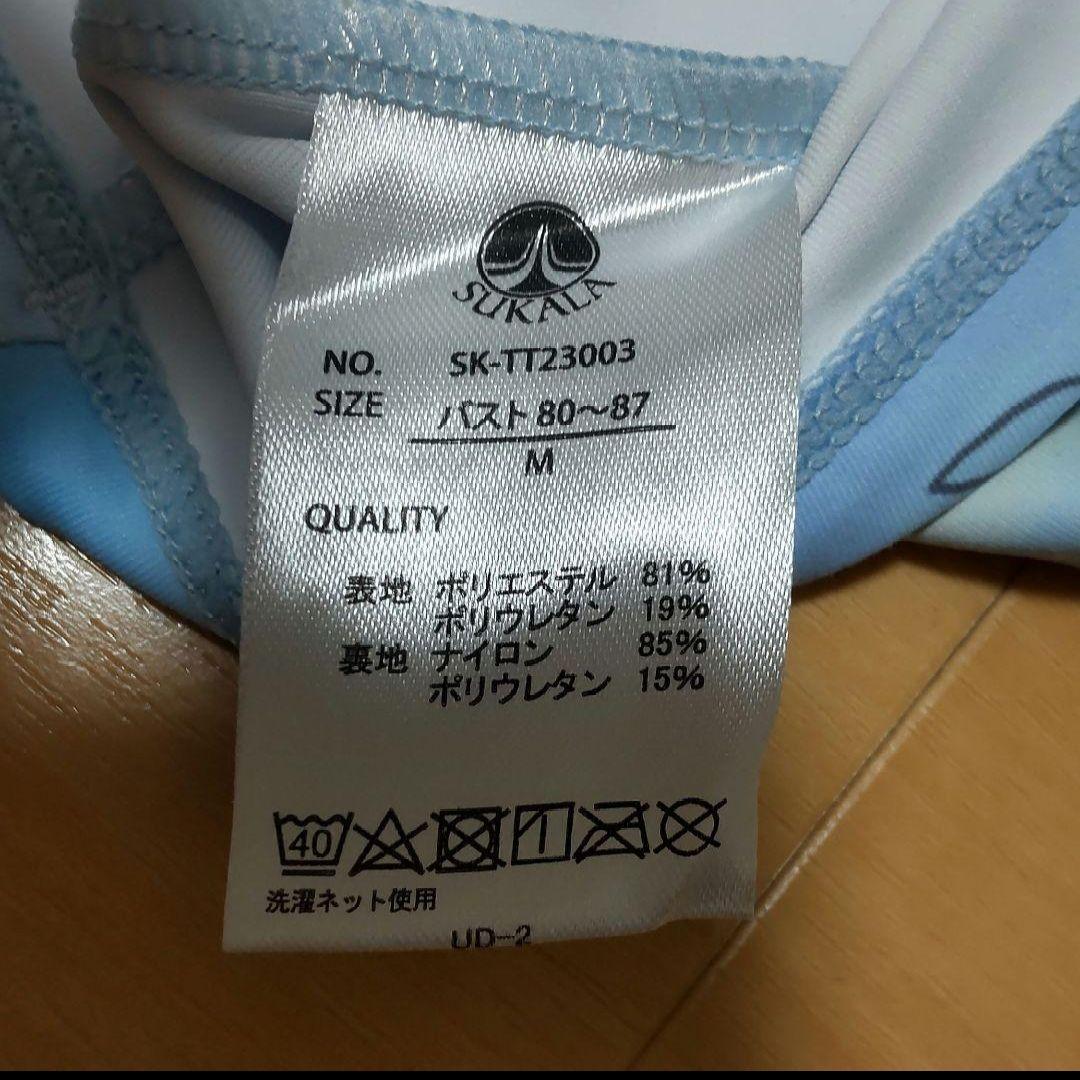 SUKALA
NO. SK-TT23003
SIZE バスト 80〜87
M
QUALITY
表地 ポリエステル 81%
ポリウレタン 19%
裏地 ナイロン 85%
ポリウレタン 15%
40
洗濯ネット使用
UD-2